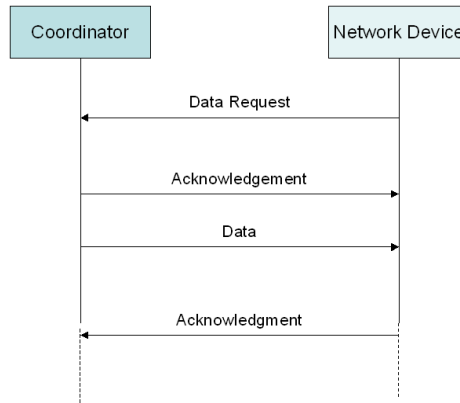 Coordinator
Network Device
Data Request
Acknowledgement
Data
Acknowledgment